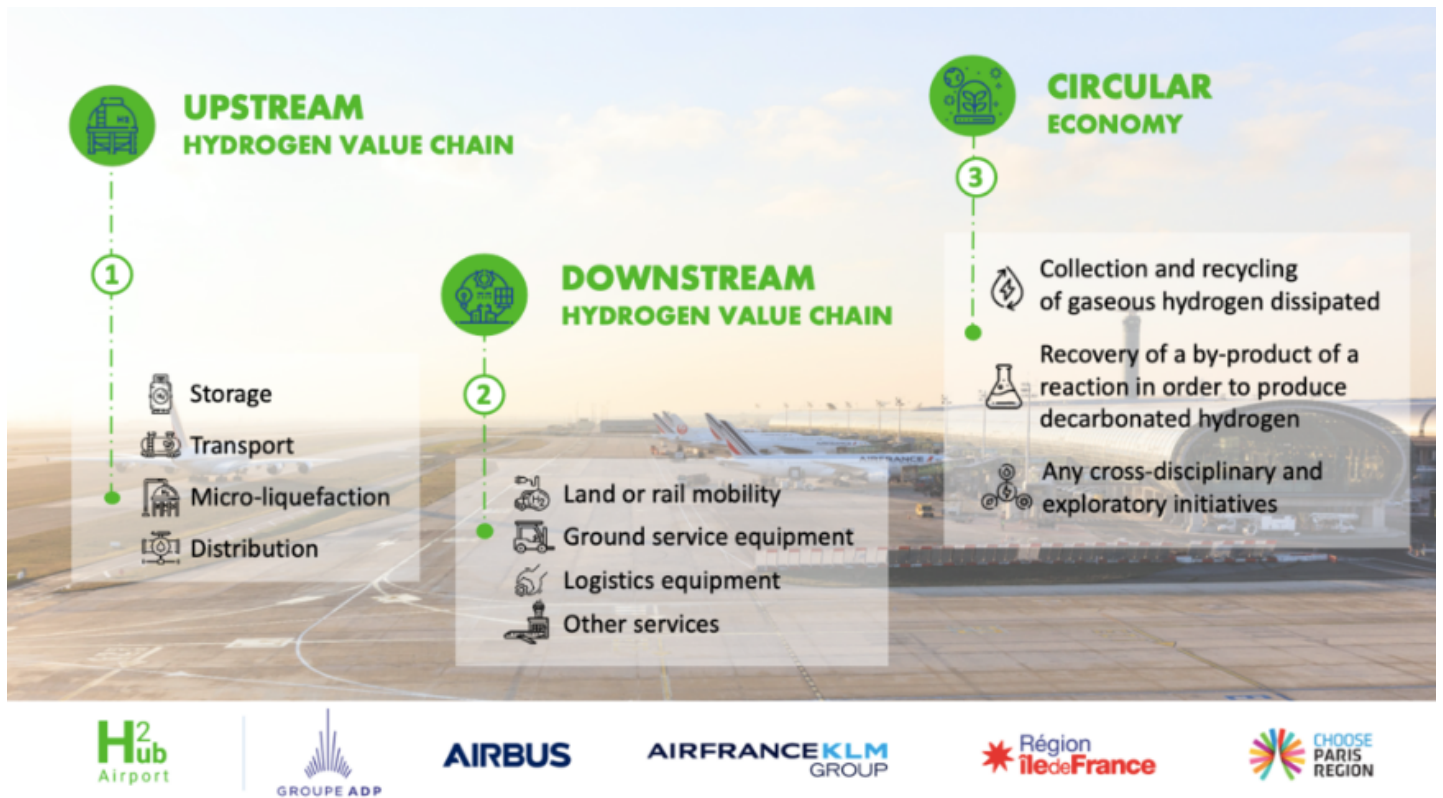 UPSTREAM
HYDROGEN VALUE CHAIN
1
Storage
Transport
Micro-liquefaction
Distribution
DOWNSTREAM
HYDROGEN VALUE CHAIN
2
Land or rail mobility
Ground service equipment
Logistics equipment
Other services
CIRCULAR
ECONOMY
3
Collection and recycling
of gaseous hydrogen dissipated
Recovery of a by-product of a
reaction in order to produce
decarbonated hydrogen
Any cross-disciplinary and
exploratory initiatives
H2
H2
AIRFRANCE
H2ub
Airport
GROUPE ADP
AIRBUS
AIRFRANCEKLM
GROUP
Région
îledeFrance
CHOOSE
PARIS
REGION